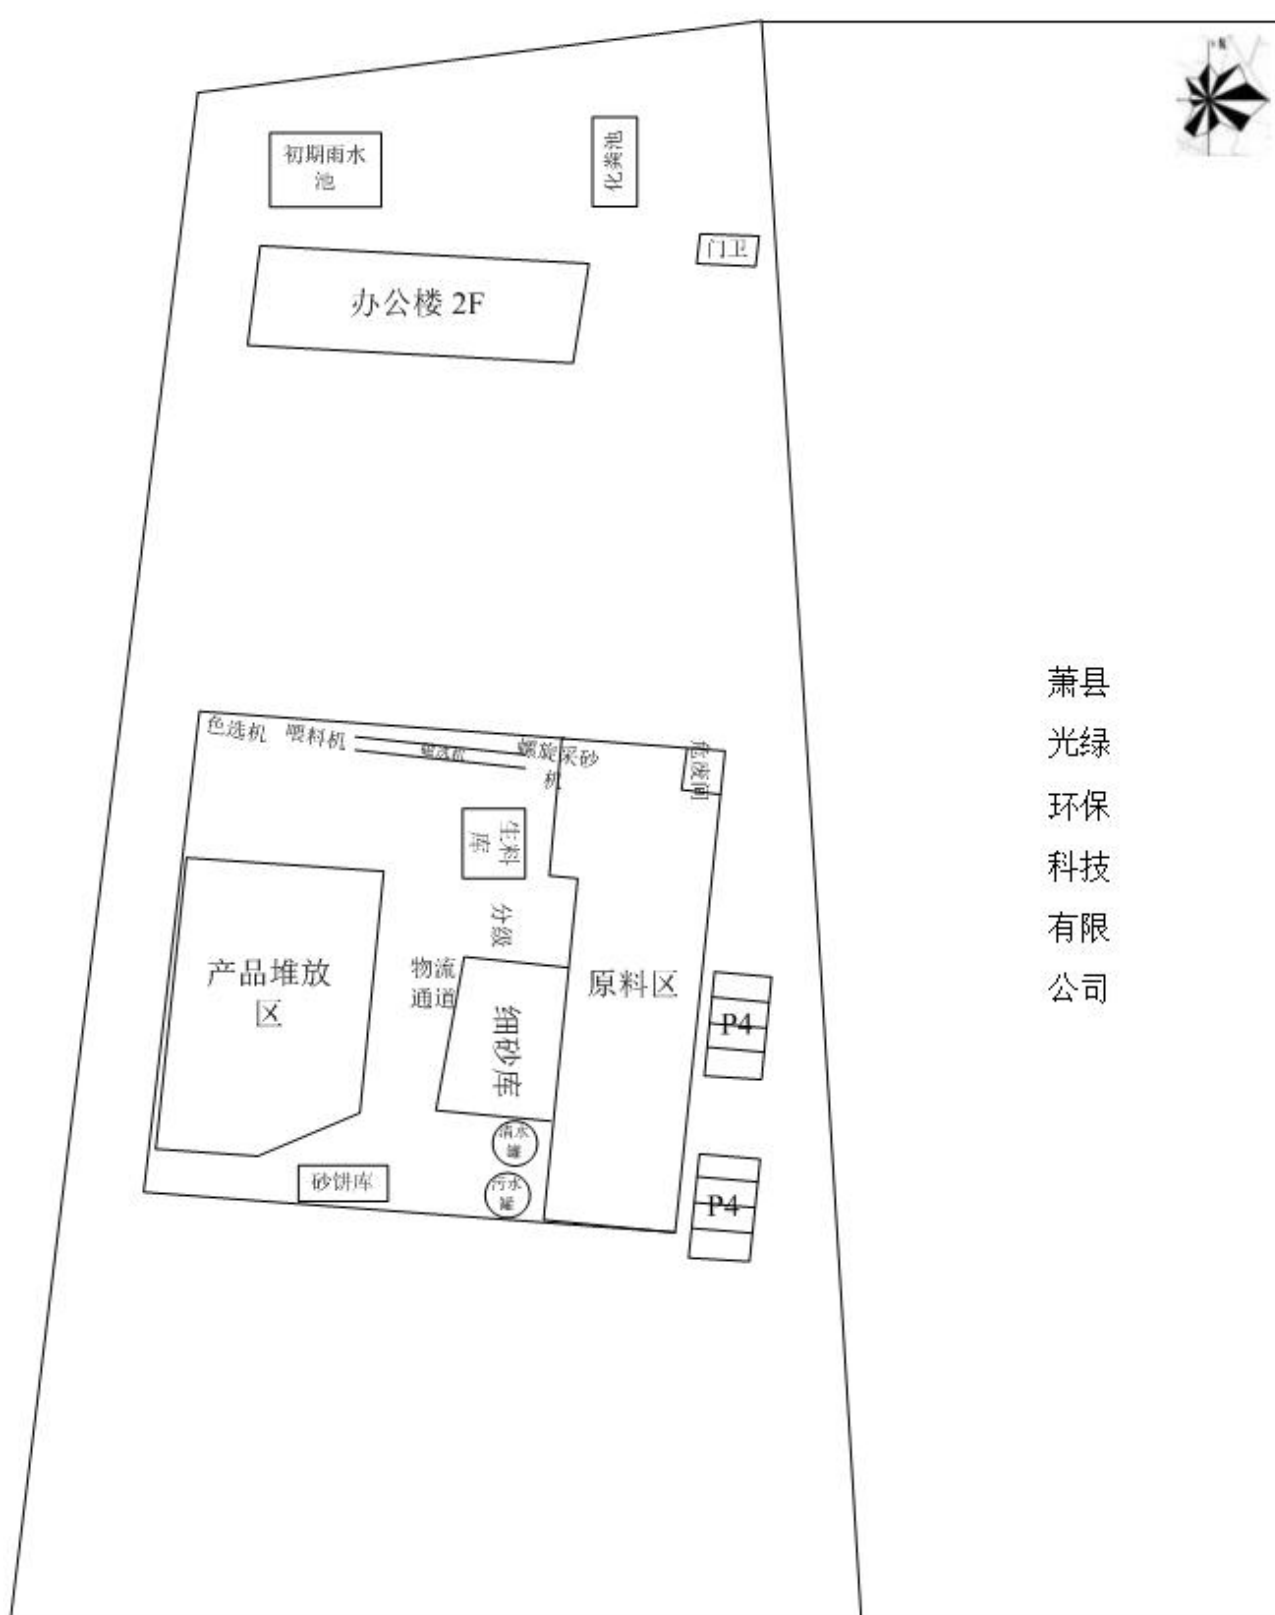 初期雨水
池
化粪池
门卫
办公楼 2F
色选机
喂料机
磁选机
螺旋采砂
机
危废间
生料
库
分级
物流
通道
产品堆放
区
细砂库
原料区
P4
清水
罐
砂饼库
污水
罐
P4
萧县
光绿
环保
科技
有限
公司